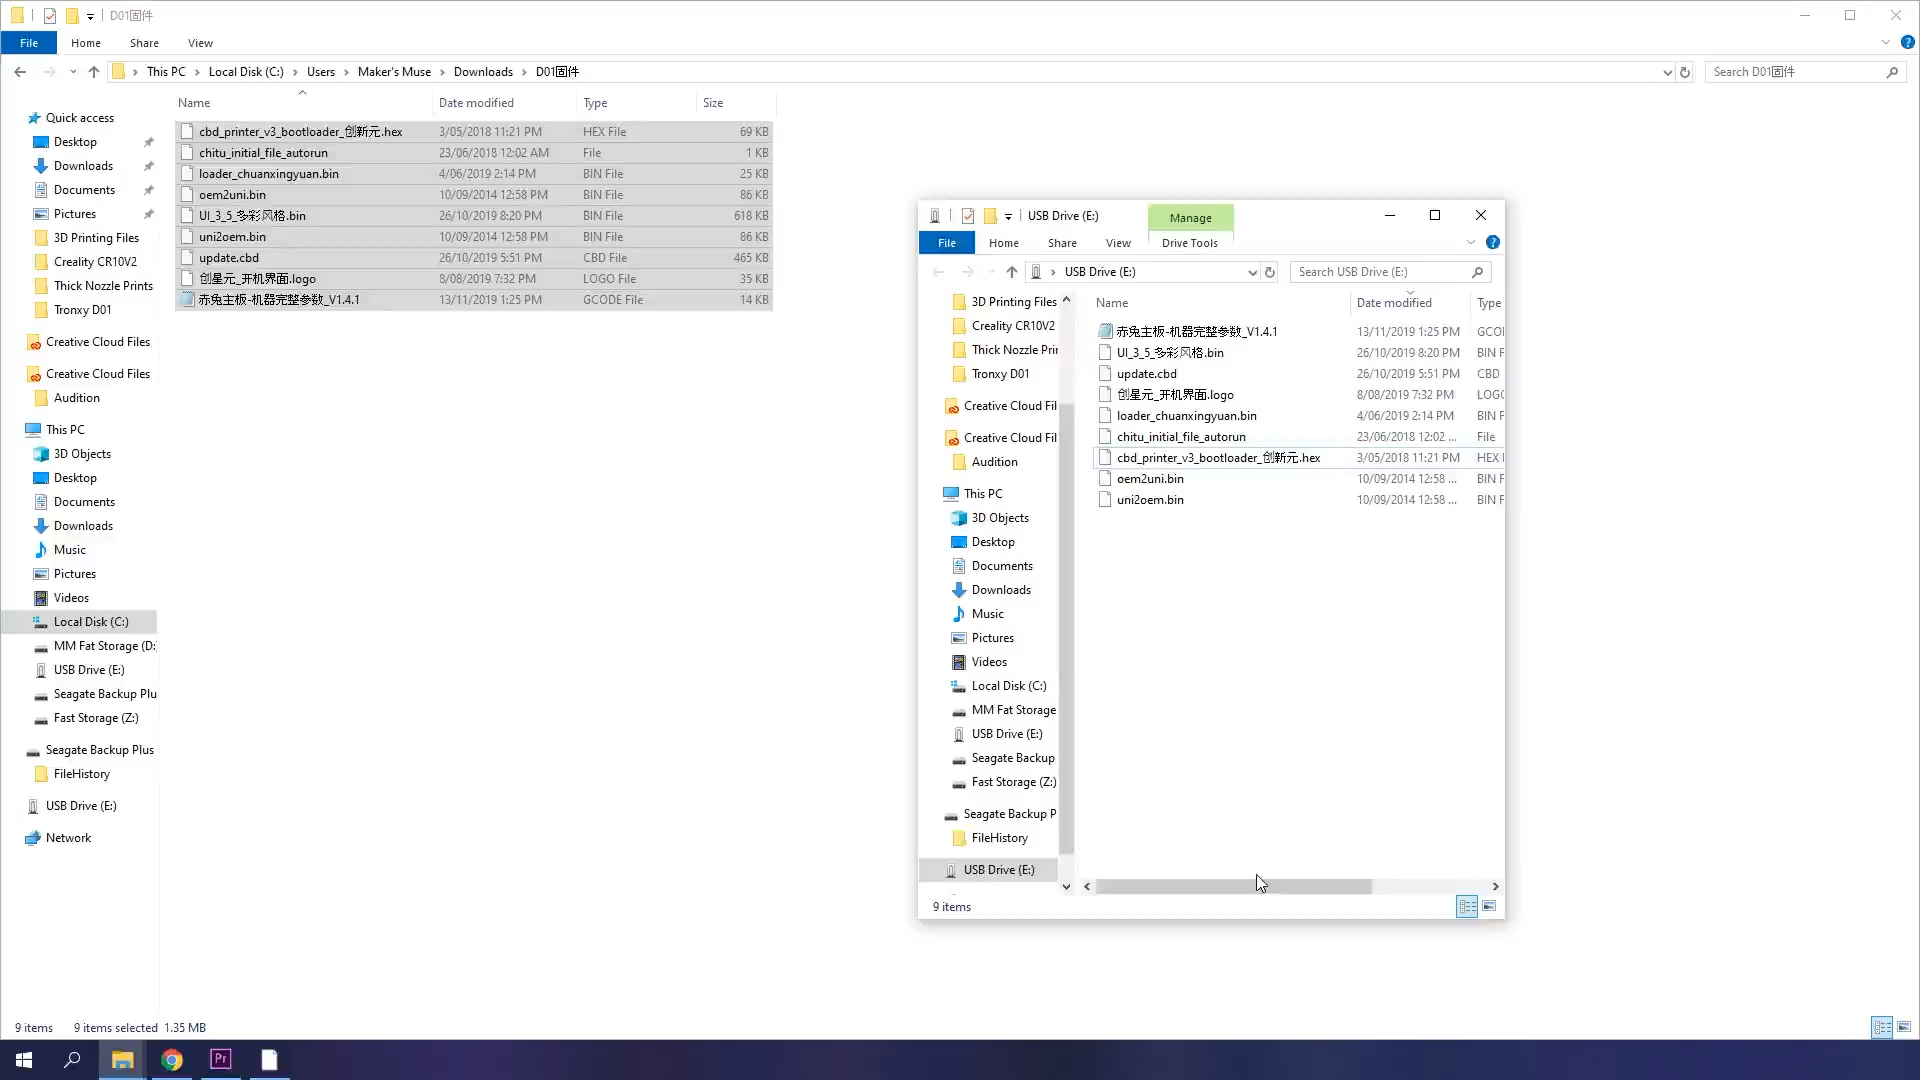 D01固件
File Home Share View
This PC Local Disk (C:) Users Maker's Muse Downloads D01固件
Search D01固件
Name Date modified Type Size
cbd_printer_v3_bootloader_创新元.hex 3/05/2018 11:21 PM HEX File 69 KB
chitu_initial_file_autorun 23/06/2018 12:02 AM File 1 KB
loader_chuanxingyuan.bin 4/06/2019 2:14 PM BIN File 25 KB
oem2uni.bin 10/09/2014 12:58 PM BIN File 86 KB
UI_3_5_多彩风格.bin 26/10/2019 8:20 PM BIN File 618 KB
uni2oem.bin 10/09/2014 12:58 PM BIN File 86 KB
update.cbd 26/10/2019 5:51 PM CBD File 465 KB
创星元_开机界面.logo 8/08/2019 7:32 PM LOGO File 35 KB
赤兔主板-机器完整参数_V1.4.1 13/11/2019 1:25 PM GCODE File 14 KB
Quick access
Desktop
Downloads
Documents
Pictures
3D Printing Files
Creality CR10V2
Thick Nozzle Prints
Tronxy D01
Creative Cloud Files
Creative Cloud Files
Audition
This PC
3D Objects
Desktop
Documents
Downloads
Music
Pictures
Videos
Local Disk (C:)
MM Fat Storage (D:
USB Drive (E:)
Seagate Backup Plu
Fast Storage (Z:)
Seagate Backup Plus
FileHistory
USB Drive (E:)
Network
9 items 9 items selected 1.35 MB
USB Drive (E:) Manage
File Home Share View Drive Tools
USB Drive (E:) Search USB Drive (E:)
Name Date modified Type
赤兔主板-机器完整参数_V1.4.1 13/11/2019 1:25 PM GCO
UI_3_5_多彩风格.bin 26/10/2019 8:20 PM BIN F
update.cbd 26/10/2019 5:51 PM CBD
创星元_开机界面.logo 8/08/2019 7:32 PM LOGO
loader_chuanxingyuan.bin 4/06/2019 2:14 PM BIN F
chitu_initial_file_autorun 23/06/2018 12:02 ... File
cbd_printer_v3_bootloader_创新元.hex 3/05/2018 11:21 PM HEX
oem2uni.bin 10/09/2014 12:58 ... BIN F
uni2oem.bin 10/09/2014 12:58 ... BIN F
3D Printing Files
Creality CR10V2
Thick Nozzle Prin
Tronxy D01
Creative Cloud Fil
Creative Cloud Fil
Audition
This PC
3D Objects
Desktop
Documents
Downloads
Music
Pictures
Videos
Local Disk (C:)
MM Fat Storage
USB Drive (E:)
Seagate Backup
Fast Storage (Z:)
Seagate Backup P
FileHistory
USB Drive (E:)
9 items
Pr